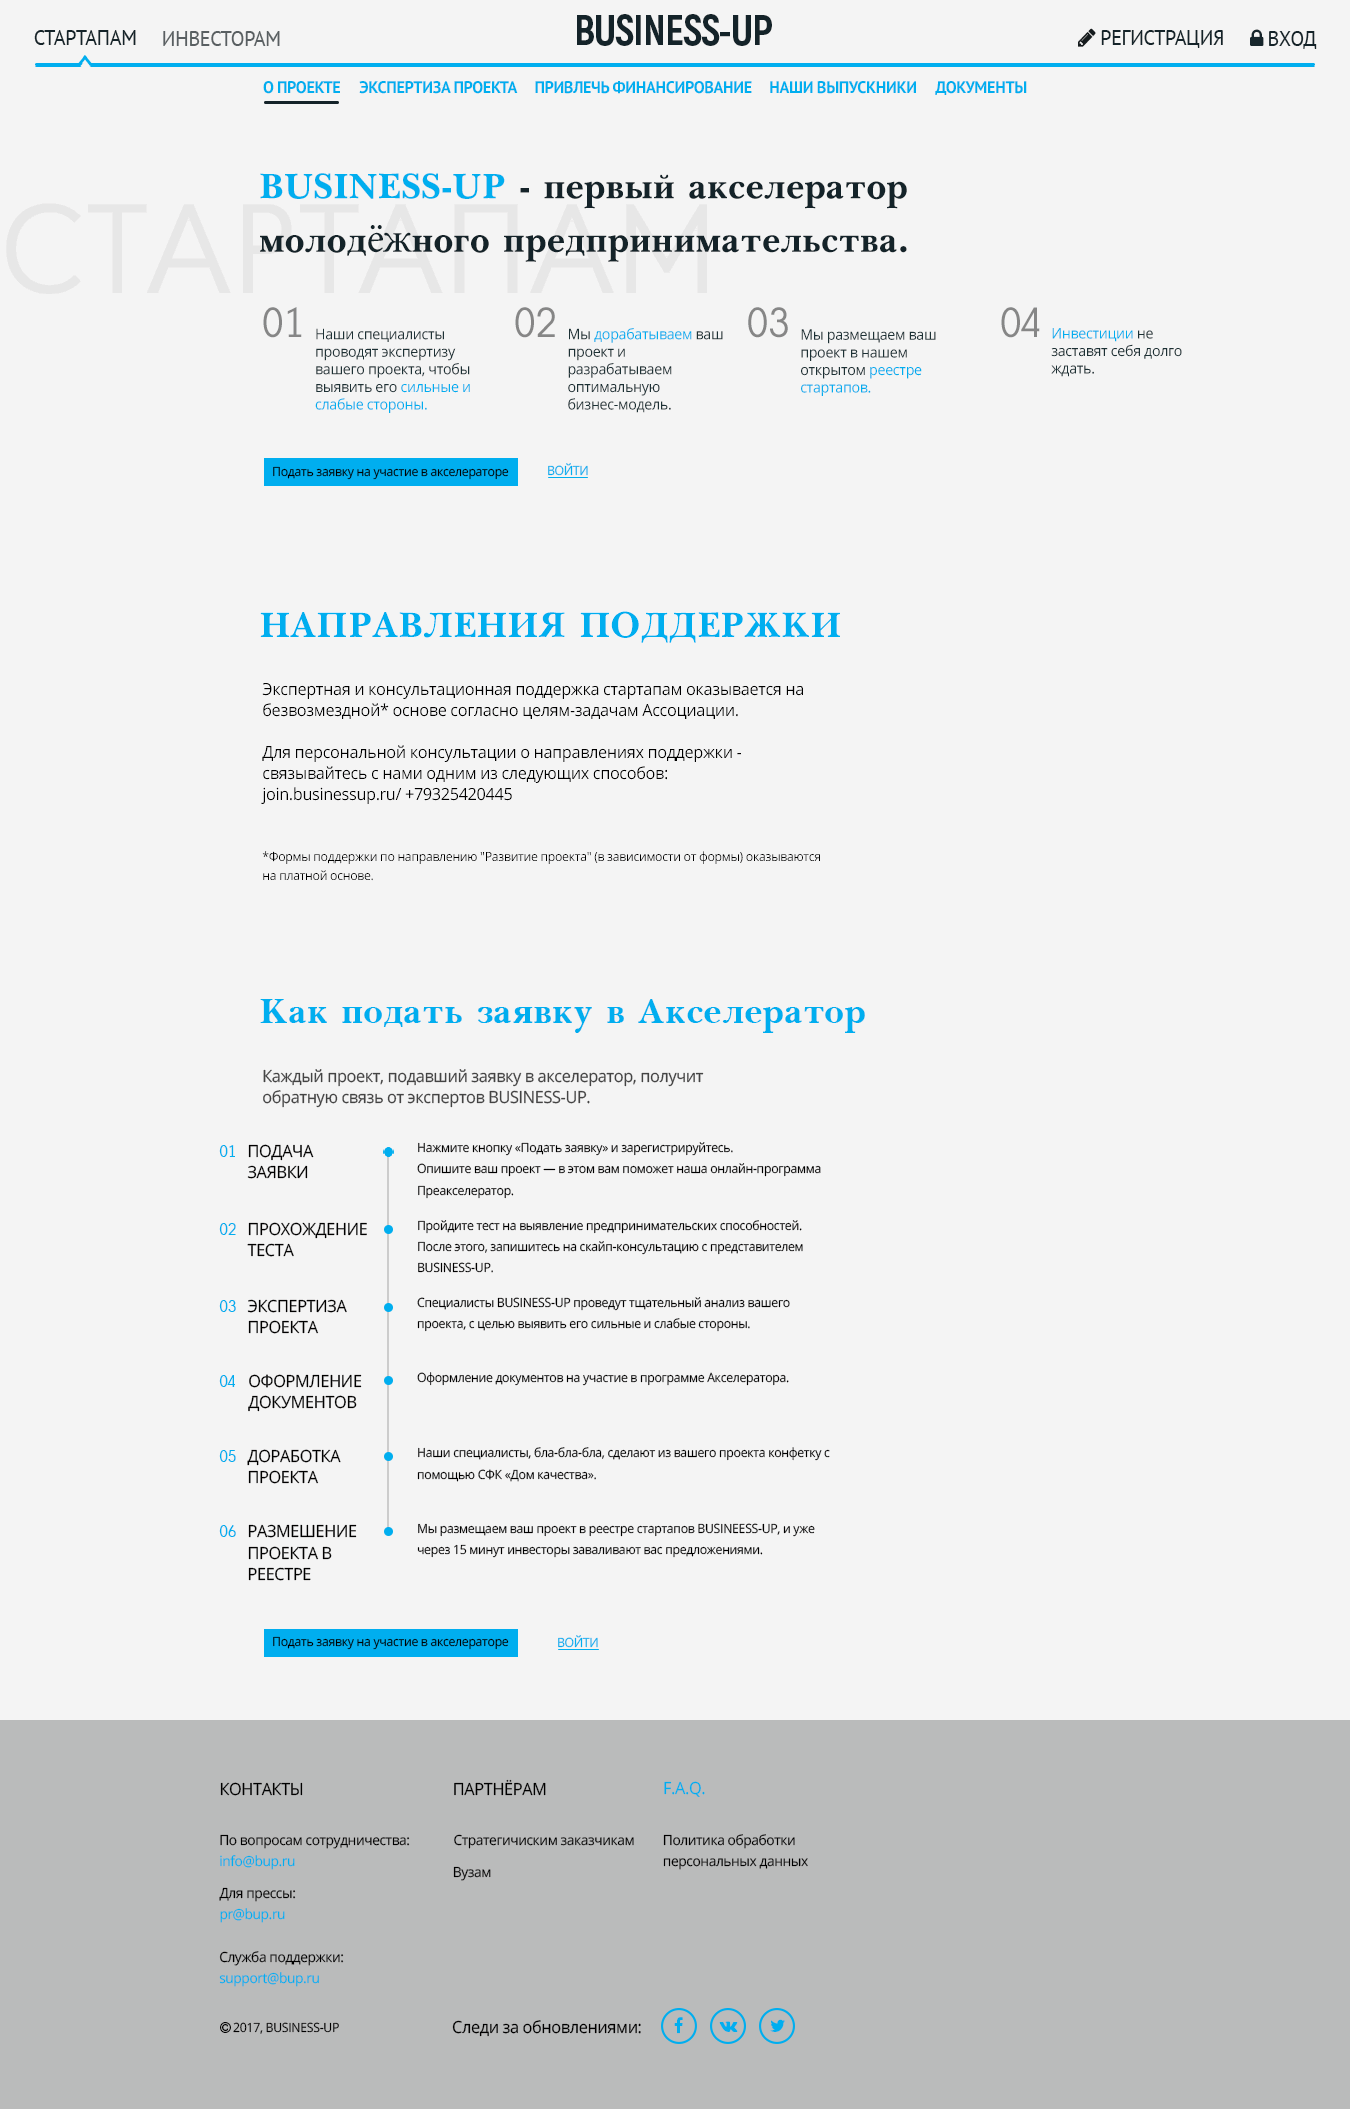 СТАРТАПАМ ИНВЕСТОРАМ BUSINESS-UP РЕГИСТРАЦИЯ ВХОД
О ПРОЕКТЕ ЭКСПЕРТИЗА ПРОЕКТА ПРИВЛЕЧЬ ФИНАНСИРОВАНИЕ НАШИ ВЫПУСКНИКИ ДОКУМЕНТЫ
СТАРТАПАМ
BUSINESS-UP - первый акселератор
молодёжного предпринимательства.
01
Наши специалисты
проводят экспертизу
вашего проекта, чтобы
выявить его сильные и
слабые стороны.
02
Мы дорабатываем ваш
проект и
разрабатываем
оптимальную
бизнес-модель.
03
Мы размещаем ваш
проект в нашем
открытом реестре
стартапов.
04
Инвестиции не
заставят себя долго
ждать.
Подать заявку на участие в акселераторе ВОЙТИ
НАПРАВЛЕНИЯ ПОДДЕРЖКИ
Экспертная и консультационная поддержка стартапам оказывается на
безвозмездной* основе согласно целям-задачам Ассоциации.
Для персональной консультации о направлениях поддержки -
связывайтесь с нами одним из следующих способов:
join.businessup.ru/ +79325420445
*Формы поддержки по направлению "Развитие проекта" (в зависимости от формы) оказываются
на платной основе.
Как подать заявку в Акселератор
Каждый проект, подавший заявку в акселератор, получит
обратную связь от экспертов BUSINESS-UP.
01 ПОДАЧА
ЗАЯВКИ
Нажмите кнопку «Подать заявку» и зарегистрируйтесь.
Опишите ваш проект — в этом вам поможет наша онлайн-программа
Преакселератор.
02 ПРОХОЖДЕНИЕ
ТЕСТА
Пройдите тест на выявление предпринимательских способностей.
После этого, запишитесь на скайп-консультацию с представителем
BUSINESS-UP.
03 ЭКСПЕРТИЗА
ПРОЕКТА
Специалисты BUSINESS-UP проведут тщательный анализ вашего
проекта, с целью выявить его сильные и слабые стороны.
04 ОФОРМЛЕНИЕ
ДОКУМЕНТОВ
Оформление документов на участие в программе Акселератора.
05 ДОРАБОТКА
ПРОЕКТА
Наши специалисты, бла-бла-бла, сделают из вашего проекта конфетку с
помощью СФК «Дом качества».
06 РАЗМЕШЕНИЕ
ПРОЕКТА В
РЕЕСТРЕ
Мы размещаем ваш проект в реестре стартапов BUSINEESS-UP, и уже
через 15 минут инвесторы заваливают вас предложениями.
Подать заявку на участие в акселераторе ВОЙТИ
КОНТАКТЫ
По вопросам сотрудничества:
info@bup.ru
Для прессы:
pr@bup.ru
Служба поддержки:
support@bup.ru
ПАРТНЁРАМ
Стратегичиским заказчикам
Вузам
F.A.Q.
Политика обработки
персональных данных
© 2017, BUSINESS-UP
Следи за обновлениями: